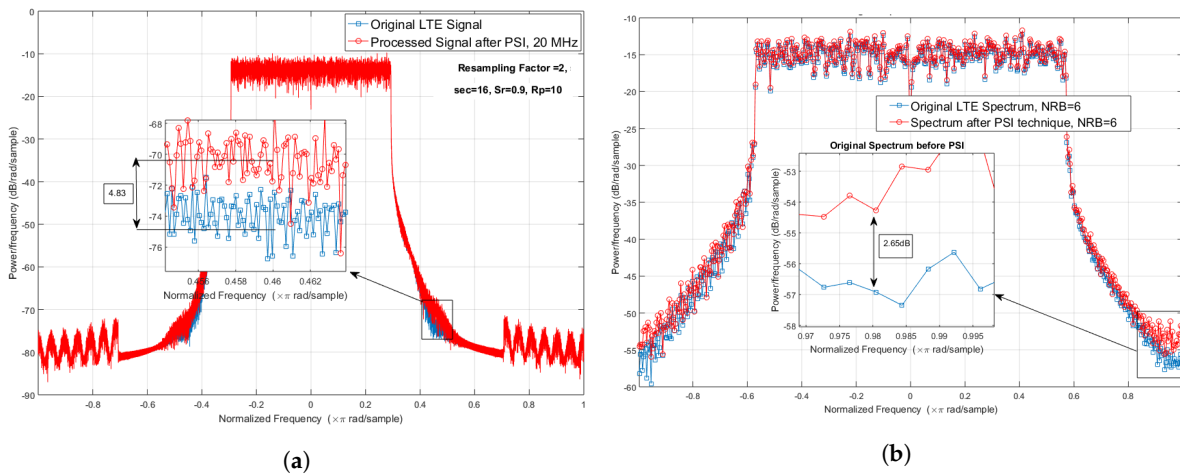 0
-10
-20
-30
-40
-50
-60
-70
-80
-90
Power/frequency (dB/rad/sample)
Original LTE Signal
Processed Signal after PSI, 20 MHz
Resampling Factor =2,
sec=16, Sr=0.9, Rp=10
-68
-70
-72
-74
-76
4.83
0.456 0.458 0.46 0.462
Normalized Frequency (×π rad/sample)
-0.8 -0.6 -0.4 -0.2 0 0.2 0.4 0.6 0.8 1
Normalized Frequency (×π rad/sample)
(a)
-10
-15
-20
-25
-30
-35
-40
-45
-50
-55
-60
Power/frequency (dB/rad/sample)
Original LTE Spectrum, NRB=6
Spectrum after PSI technique, NRB=6
Original Spectrum before PSI
-53
-54
-55
-56
-57
-58
Power/frequency (dB/rad/sample)
2.65dB
0.97 0.975 0.98 0.985 0.99 0.995
Normalized Frequency (×π rad/sample)
-0.8 -0.6 -0.4 -0.2 0 0.2 0.4 0.6 0.8
Normalized Frequency (×π rad/sample)
(b)